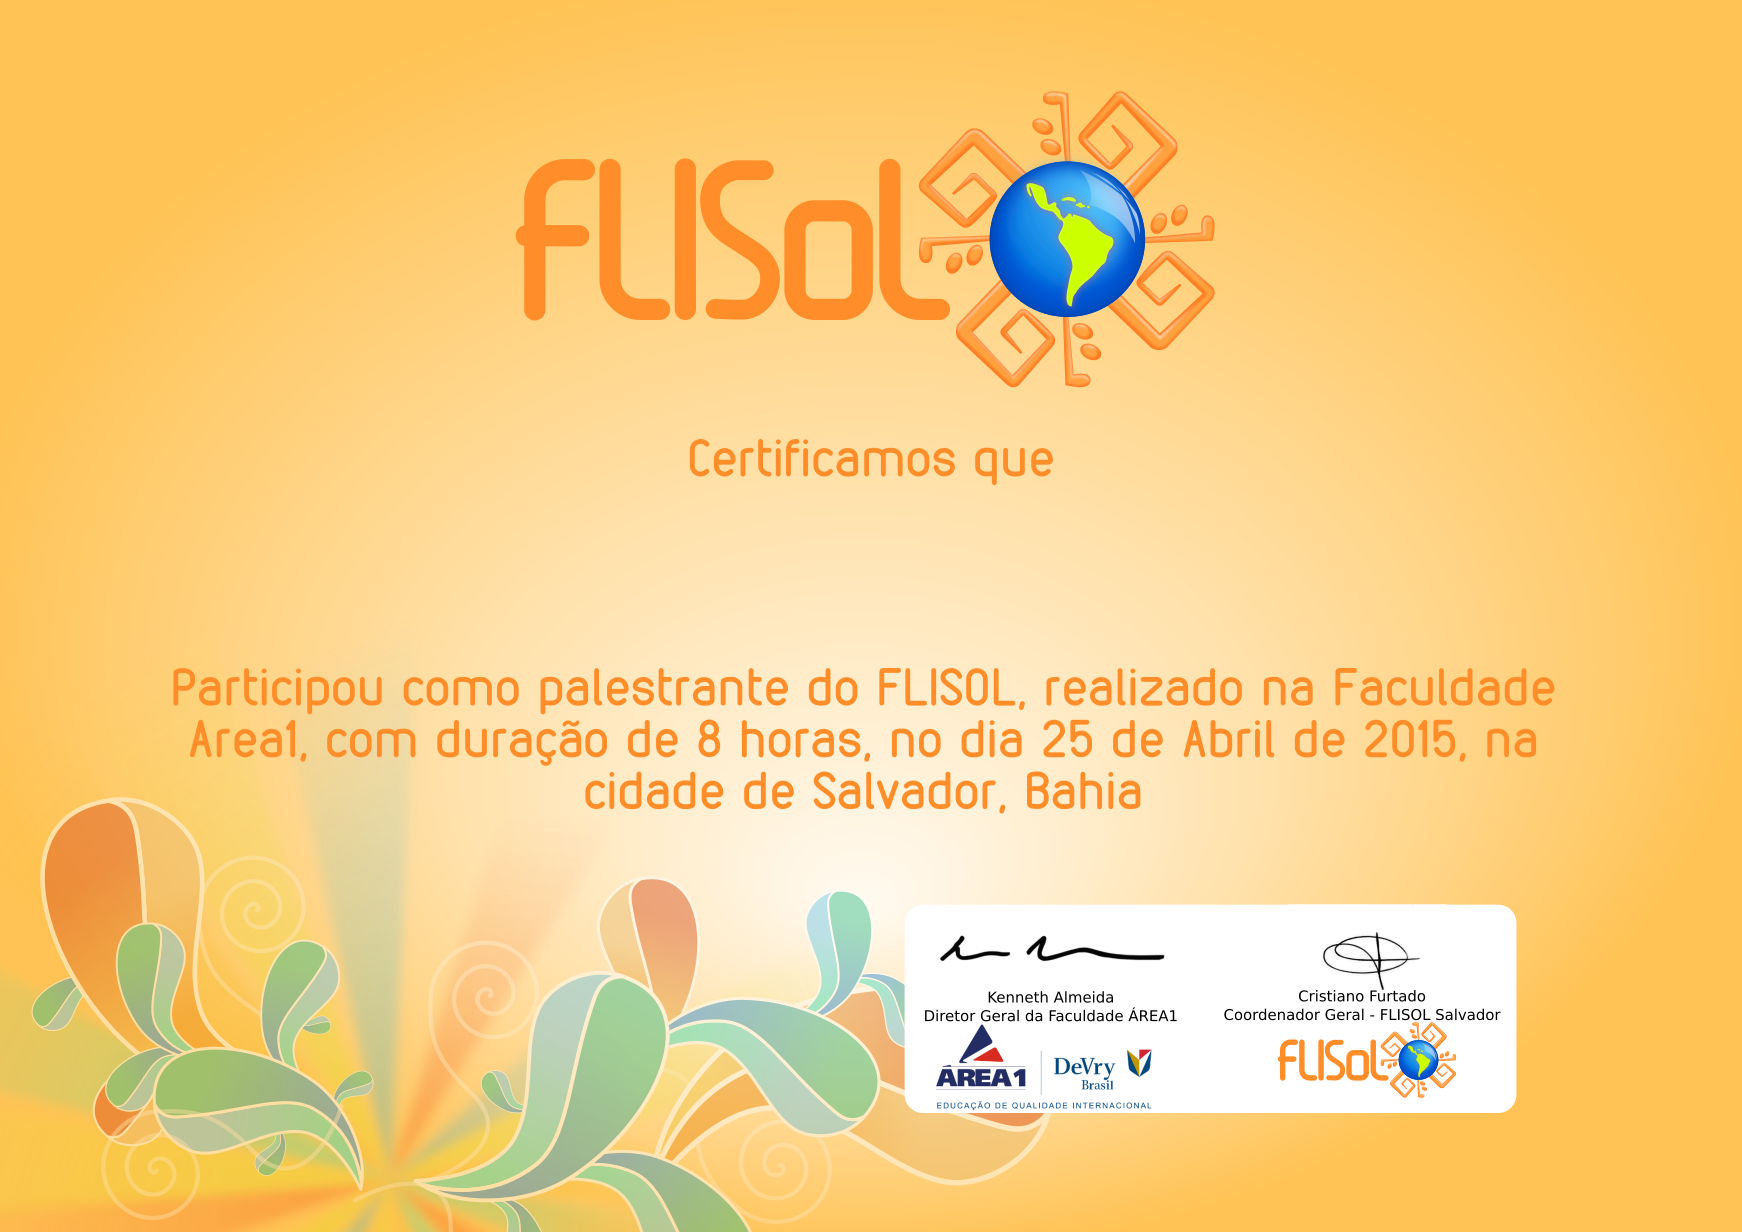 FLISoL
Certificamos que
Participou como palestrante do FLISOL, realizado na Faculdade
Area1, com duração de 8 horas, no dia 25 de Abril de 2015, na
cidade de Salvador, Bahia
Kenneth Almeida
Diretor Geral da Faculdade ÁREA1
Cristiano Furtado
Coordenador Geral - FLISOL Salvador
ÁREA1
DeVry
Brasil
EDUCAÇÃO DE QUALIDADE INTERNACIONAL
FLISoL